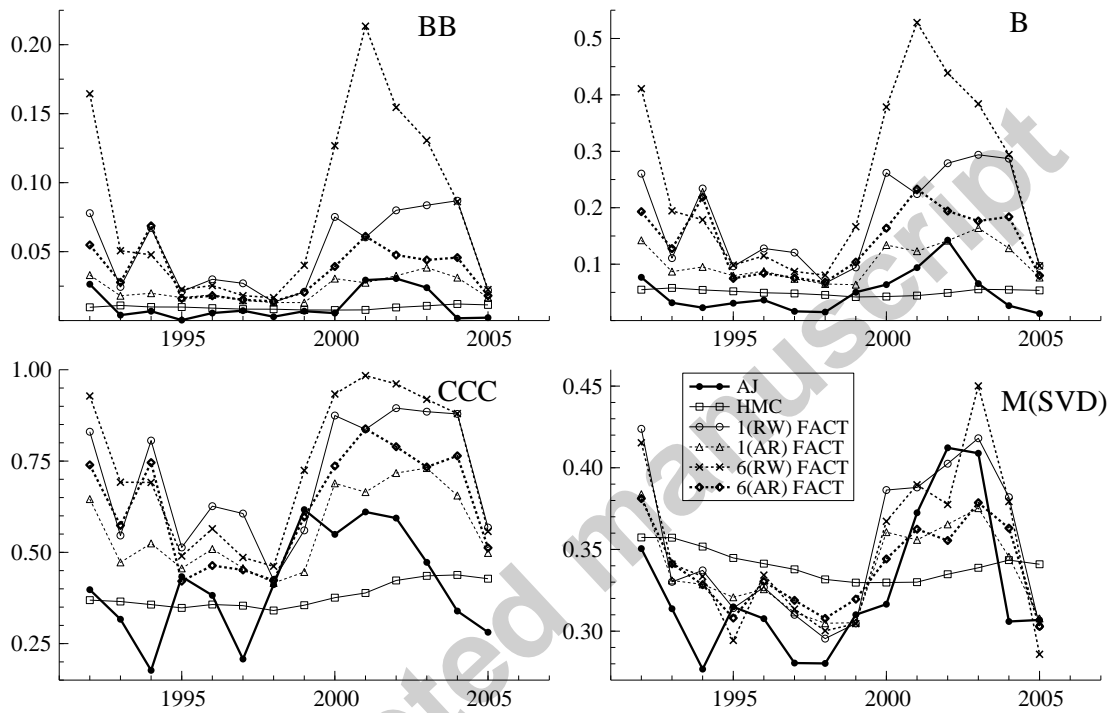 BB
0.20
0.15
0.10
0.05
1995 2000 2005
B
0.5
0.4
0.3
0.2
0.1
1995 2000 2005
CCC
1.00
0.75
0.50
0.25
1995 2000 2005
M(SVD)
0.45
0.40
0.35
0.30
AJ
HMC
1(RW) FACT
1(AR) FACT
6(RW) FACT
6(AR) FACT
1995 2000 2005
ted manuscript